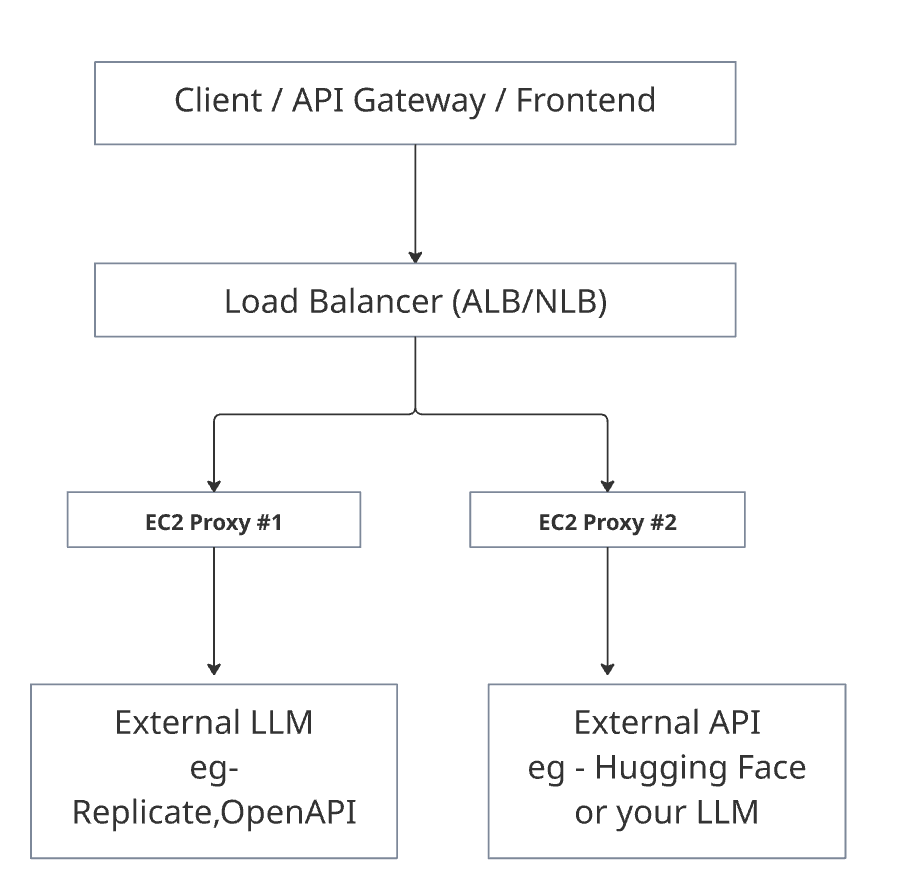 Client / API Gateway / Frontend
Load Balancer (ALB/NLB)
EC2 Proxy #1
EC2 Proxy #2
External LLM
eg-
Replicate,OpenAPI
External API
eg - Hugging Face
or your LLM